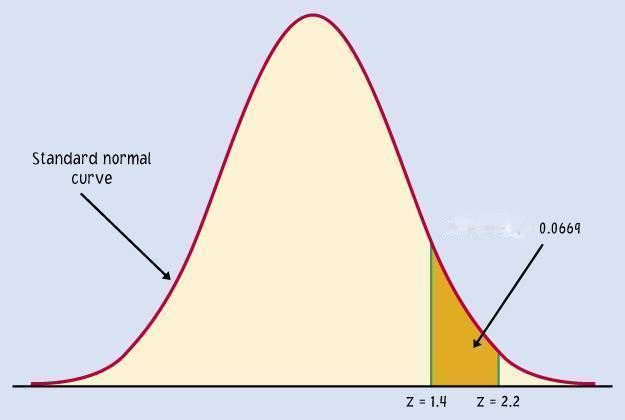 Standard normal
curve
0.0669
Z = 1.4 Z = 2.2